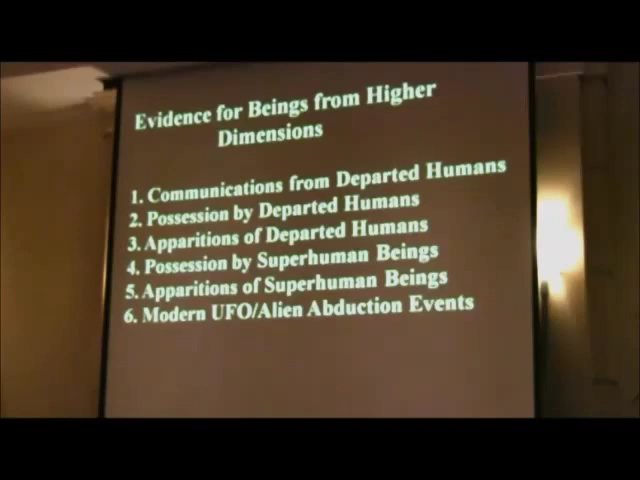 Evidence for Beings from Higher
Dimensions
1. Communications from Departed Humans
2. Possession by Departed Humans
3. Apparitions of Departed Humans
4. Possession by Superhuman Beings
5. Apparitions of Superhuman Beings
6. Modern UFO/Alien Abduction Events